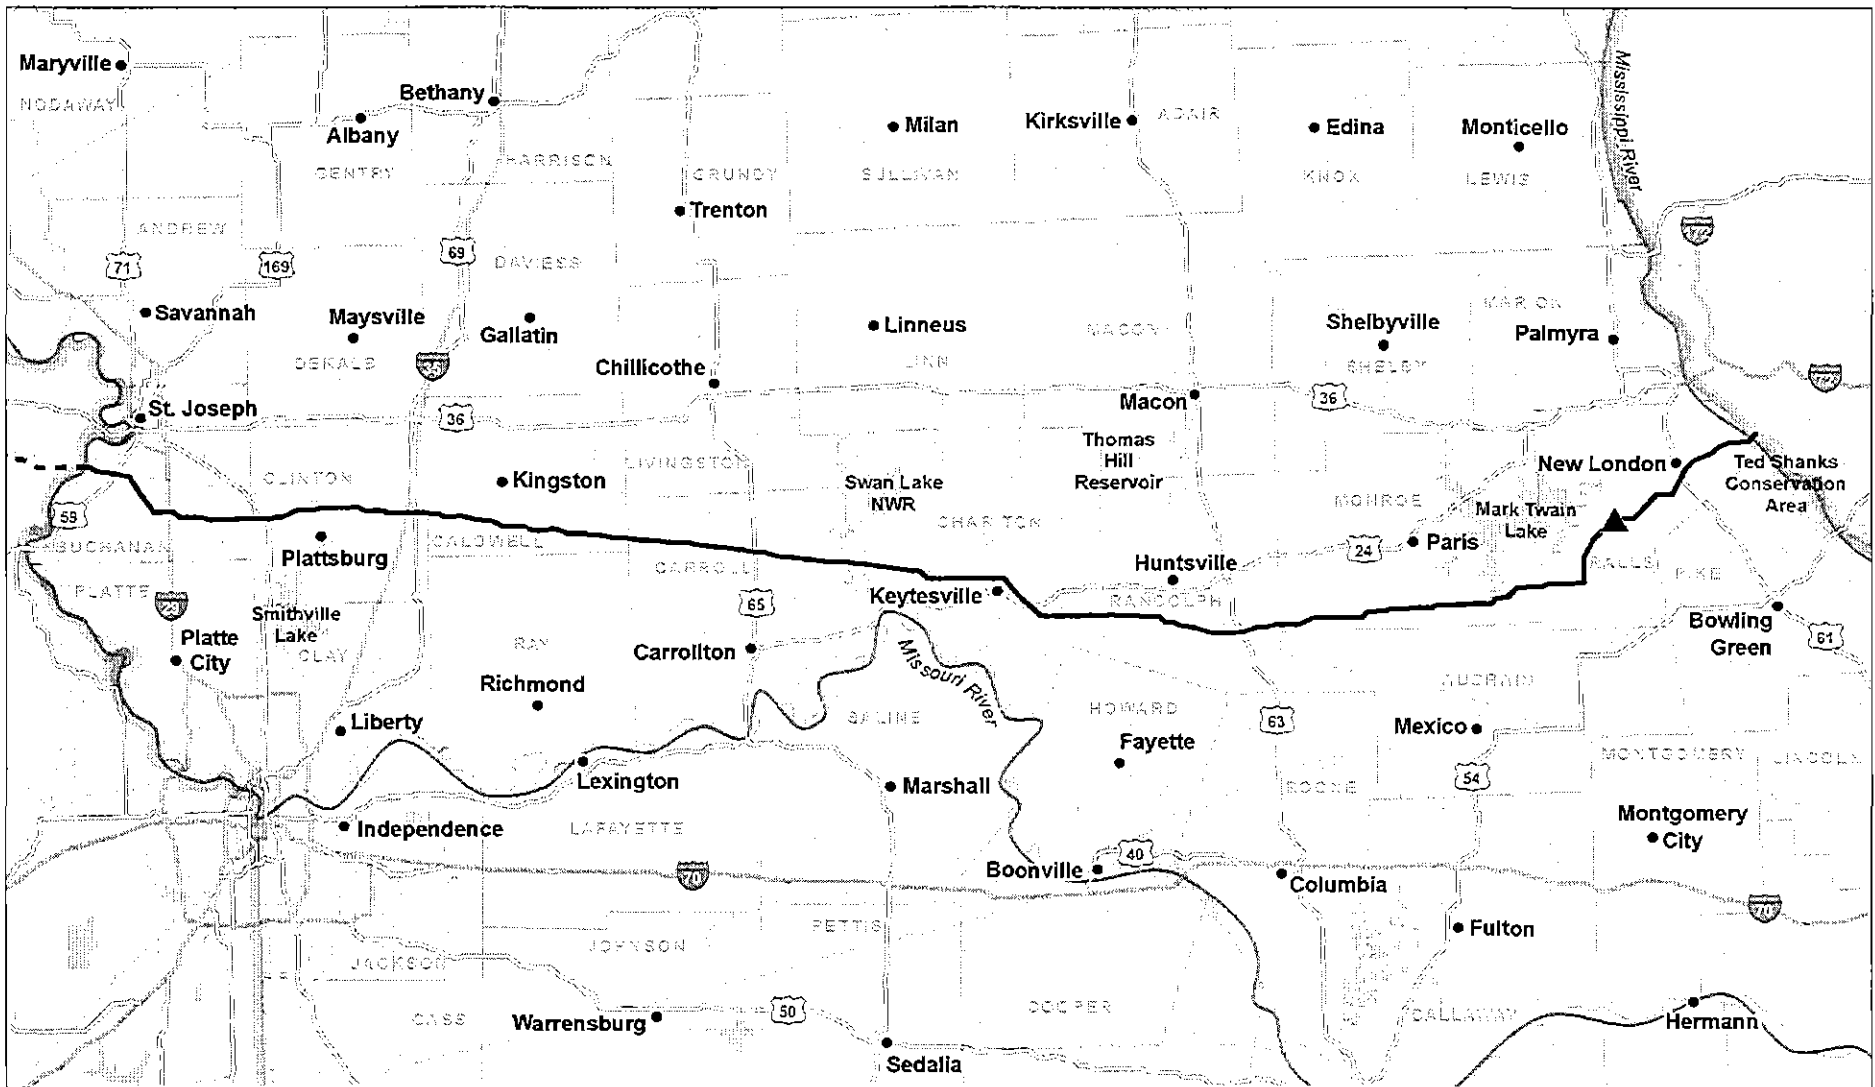 Maryville
NODAWAY
Bethany
Albany
GENTRY
HARRISON
Milan
Kirksville
ADAIR
Edina
Monticello
Mississippi River
GRUNDY
SULLIVAN
KNOX
LEWIS
Trenton
ANDREW
71
169
69
DAVIESS
Savannah
Maysville
Gallatin
DEKALB
35
Linneus
LINN
MACON
Shelbyville
SHELBY
MARION
Palmyra
Chillicothe
St. Joseph
36
Macon
36
Thomas
Hill
Reservoir
CLINTON
Kingston
LIVINGSTON
Swan Lake
NWR
CHARITON
MONROE
New London
Ted Shanks
Conservation
Area
Mark Twain
Lake
59
BUCHANAN
Plattsburg
CALDWELL
CARROLL
24
Paris
RALLS
PIKE
PLATTE
29
Smithville
Lake
CLAY
Platte
City
65
Keytesville
Huntsville
RANDOLPH
Bowling
Green
61
RAY
Carrollton
Missouri River
Richmond
AUDRAIN
Liberty
SALINE
HOWARD
Fayette
63
Mexico
MONTGOMERY
LINCOLN
Lexington
Marshall
BOONE
54
Independence
LAFAYETTE
Montgomery
City
70
Boonville
40
Columbia
70
Fulton
PETTIS
JOHNSON
JACKSON
CASS
Warrensburg
50
COOPER
CALLAWAY
Hermann
Sedalia